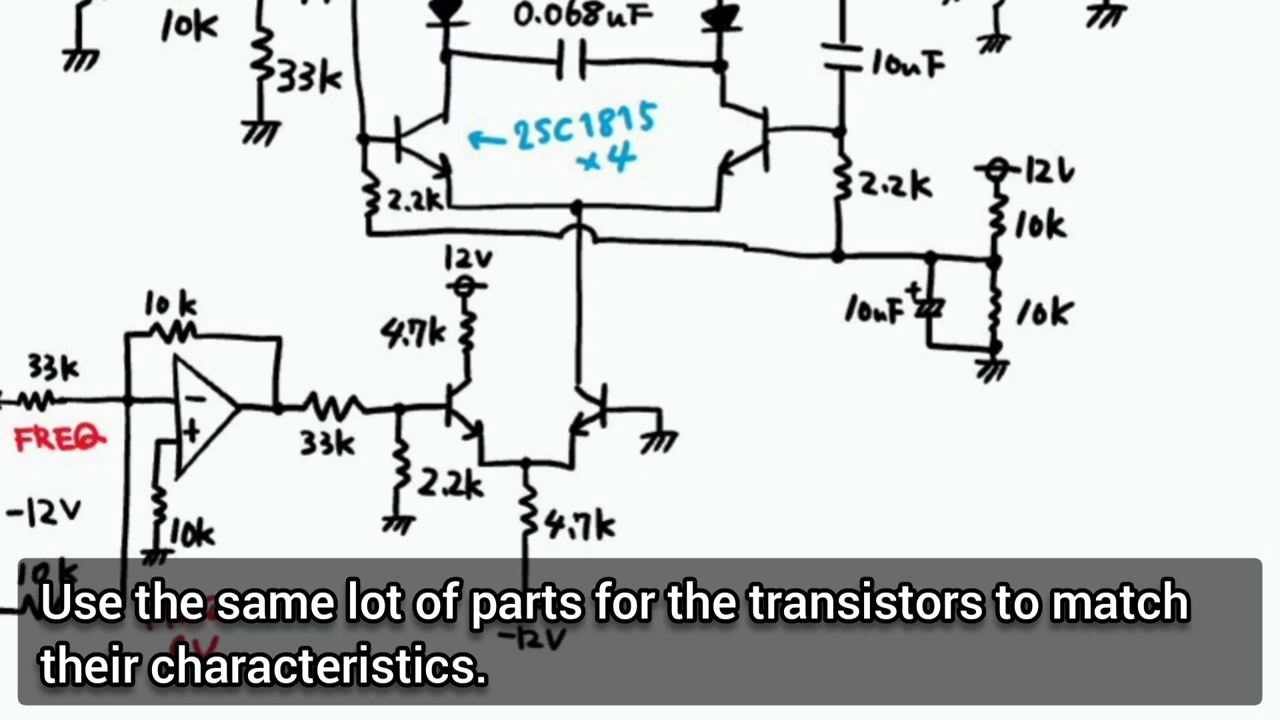 0.068uF
10k
33k
10uF
←2SC1815
×4
2.2k
2.2k
12V
10k
12V
10uF
+
10k
10k
4.7k
33k
-
+
FREQ
33k
2.2k
-12V
10k
4.7k
10k
-12V
CV
Use the same lot of parts for the transistors to match
their characteristics.